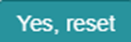 Yes, reset